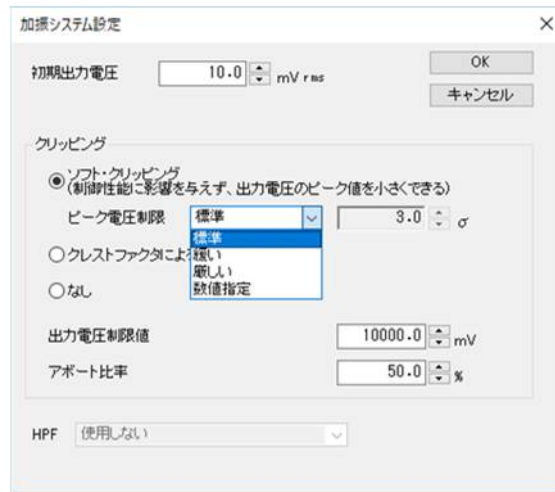 加振システム設定
初期出力電圧 10.0 mV rms
OK
キャンセル
クリッピング
ソフト・クリッピング
(制御性能に影響を与えず、出力電圧のピーク値を小さくできる)
ピーク電圧制限 標準 3.0 σ
標準
クレストファクタによる
緩い
厳しい
なし
数値指定
出力電圧制限値 10000.0 mV
アボート比率 50.0 %
HPF 使用しない